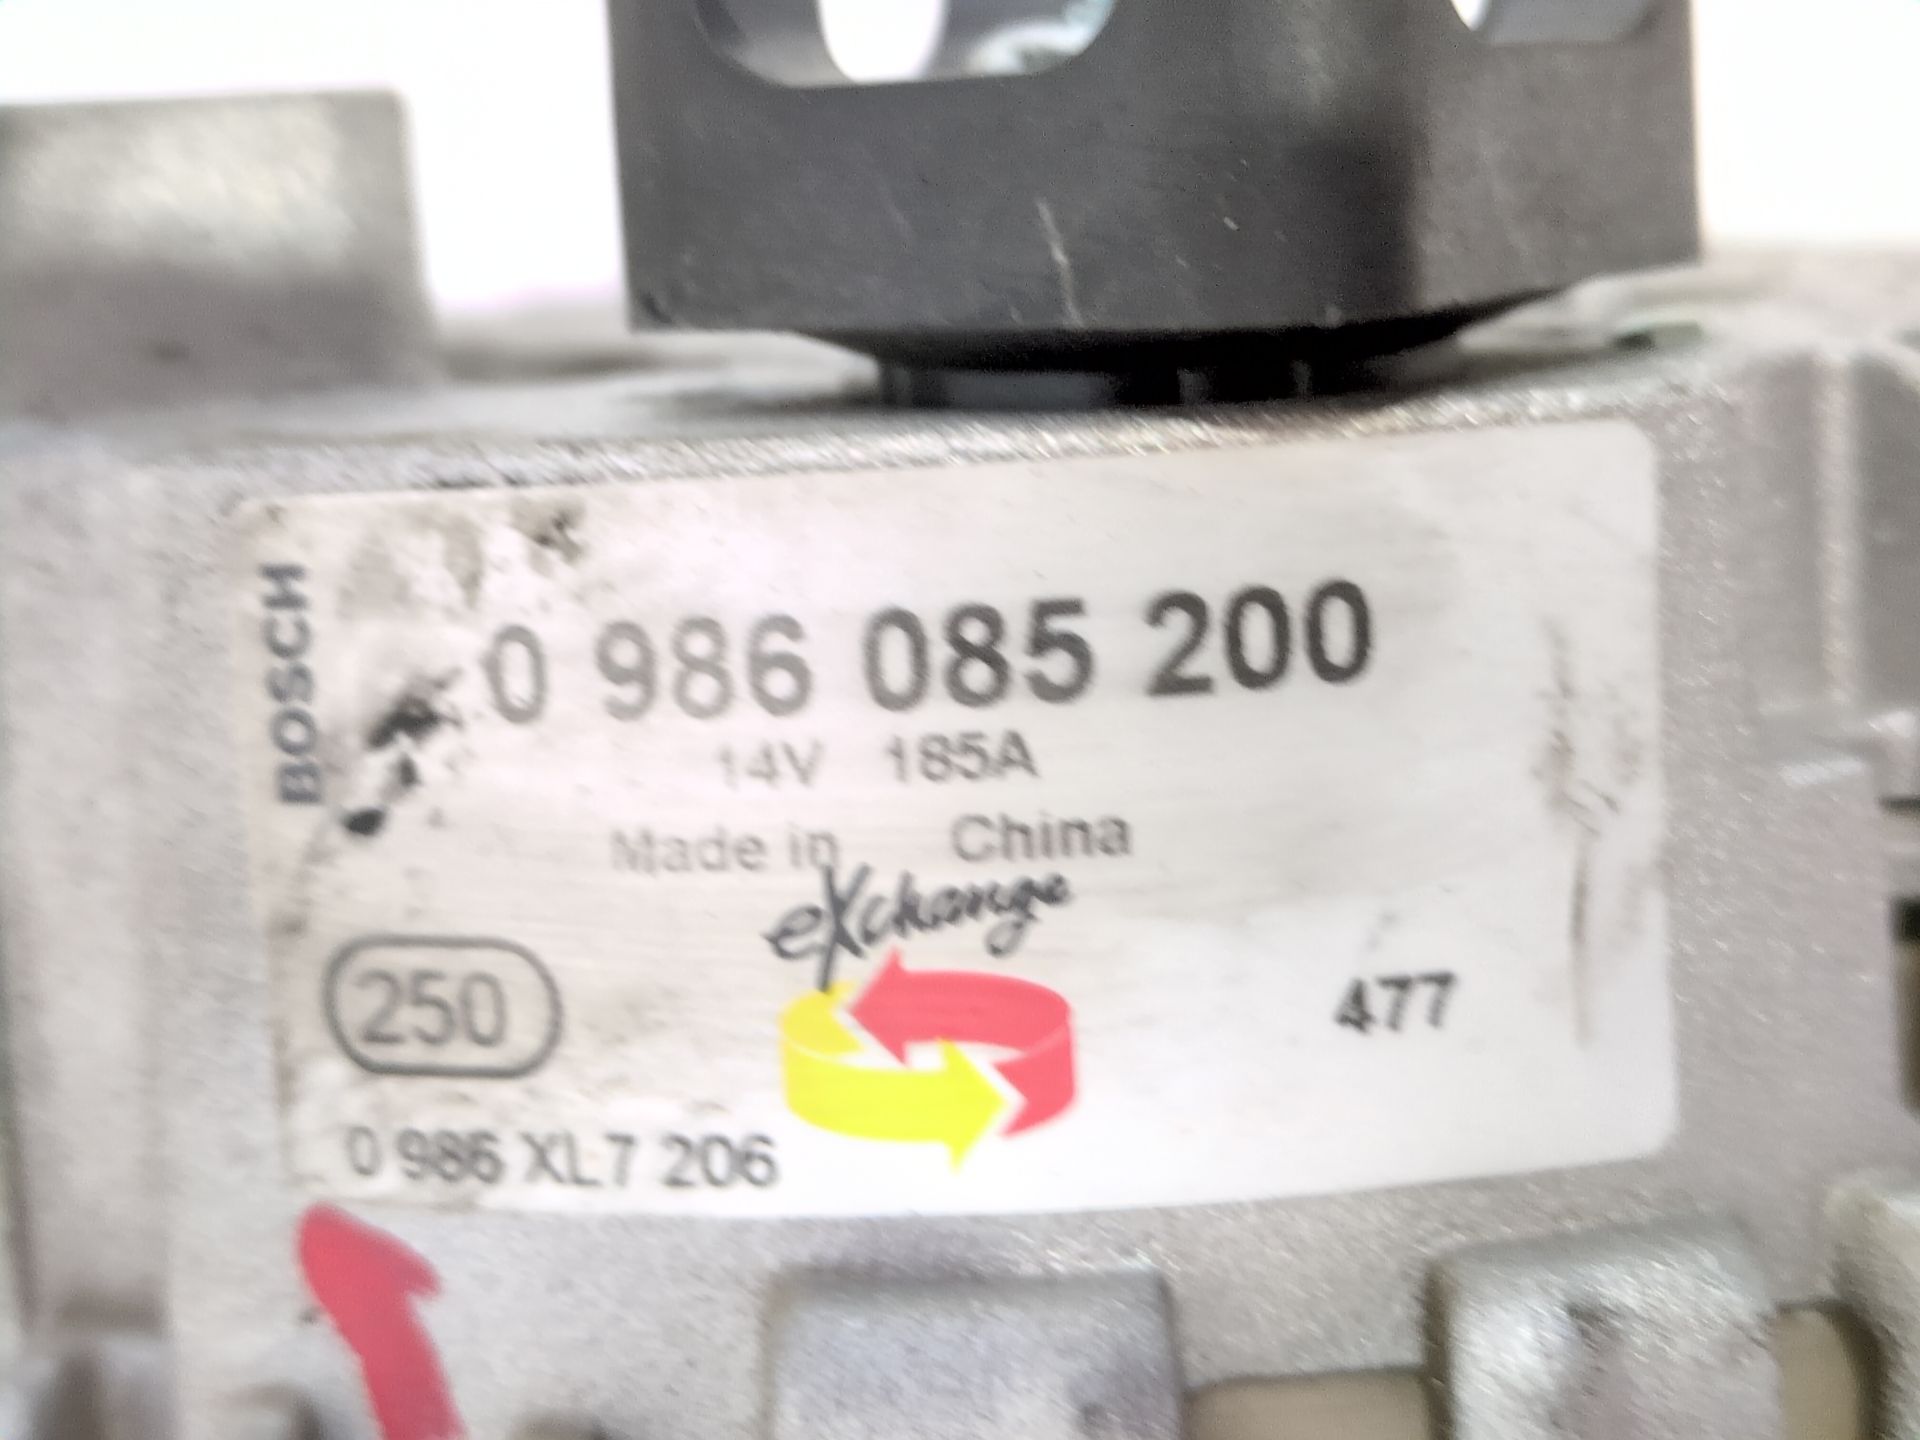 BOSCH
0 986 085 200
14V 185A
Made in China
eXchange
250
477
0 986 XL7 206